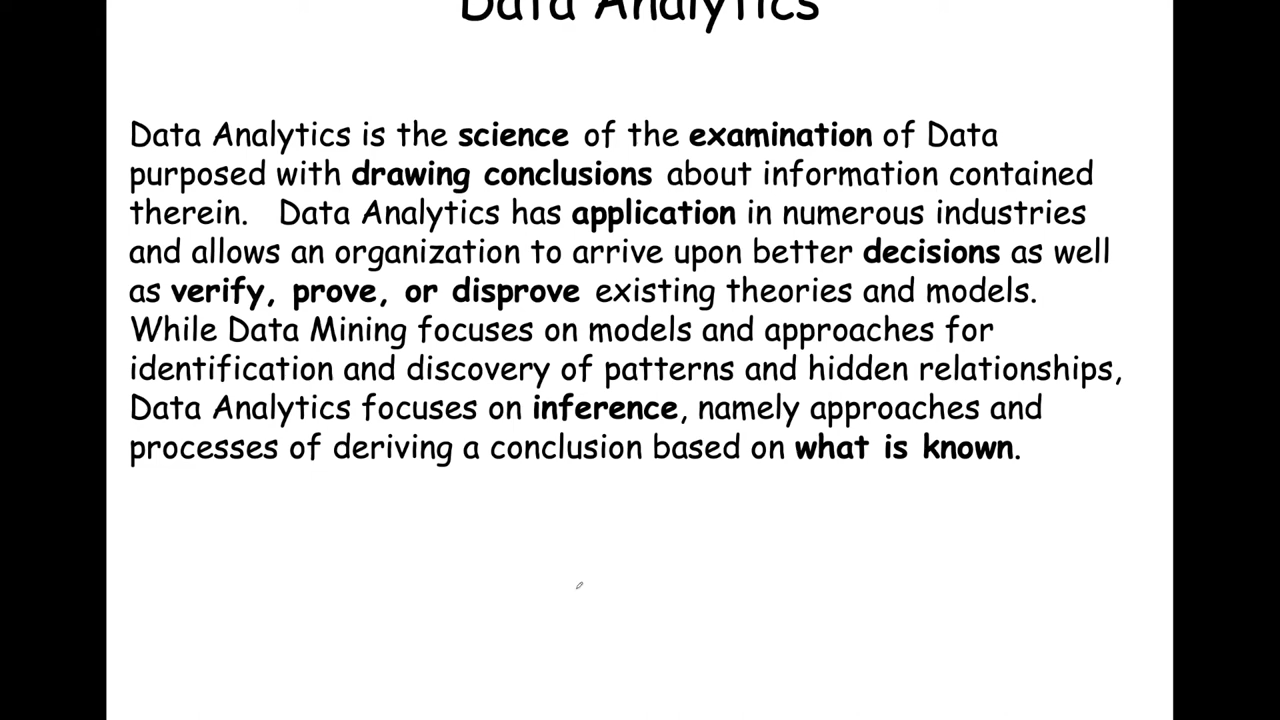 Data Analytics
Data Analytics is the science of the examination of Data
purposed with drawing conclusions about information contained
therein. Data Analytics has application in numerous industries
and allows an organization to arrive upon better decisions as well
as verify, prove, or disprove existing theories and models.
While Data Mining focuses on models and approaches for
identification and discovery of patterns and hidden relationships,
Data Analytics focuses on inference, namely approaches and
processes of deriving a conclusion based on what is known.